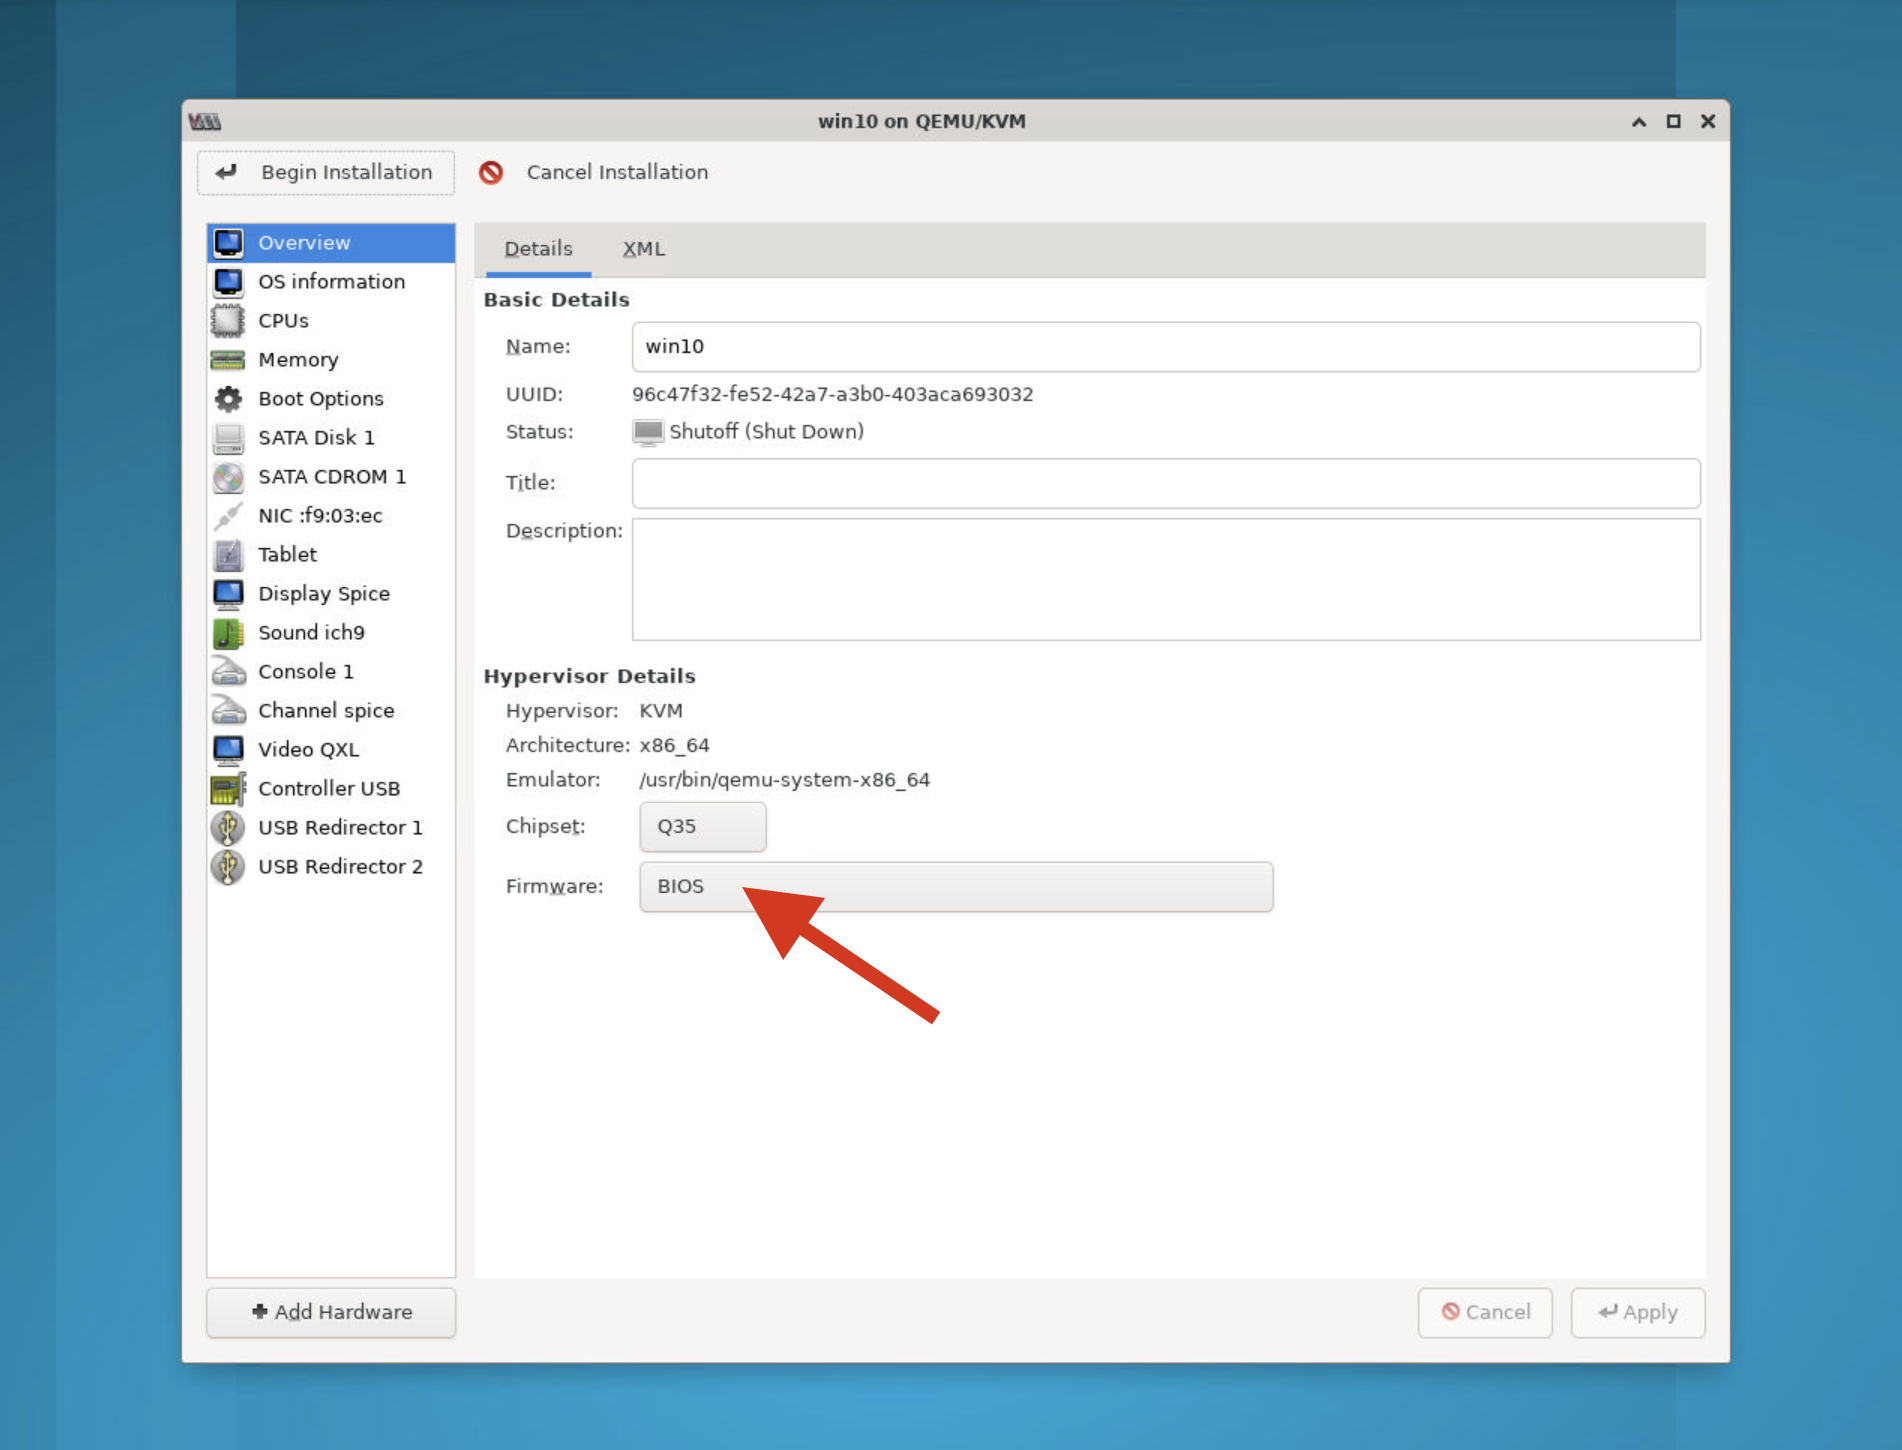 win10 on QEMU/KVM
Begin Installation
Cancel Installation
Overview
OS information
CPUs
Memory
Boot Options
SATA Disk 1
SATA CDROM 1
NIC :f9:03:ec
Tablet
Display Spice
Sound ich9
Console 1
Channel spice
Video QXL
Controller USB
USB Redirector 1
USB Redirector 2
Add Hardware
Details XML
Basic Details
Name: win10
UUID: 96c47f32-fe52-42a7-a3b0-403aca693032
Status: Shutoff (Shut Down)
Title:
Description:
Hypervisor Details
Hypervisor: KVM
Architecture: x86_64
Emulator: /usr/bin/qemu-system-x86_64
Chipset: Q35
Firmware: BIOS
Cancel
Apply